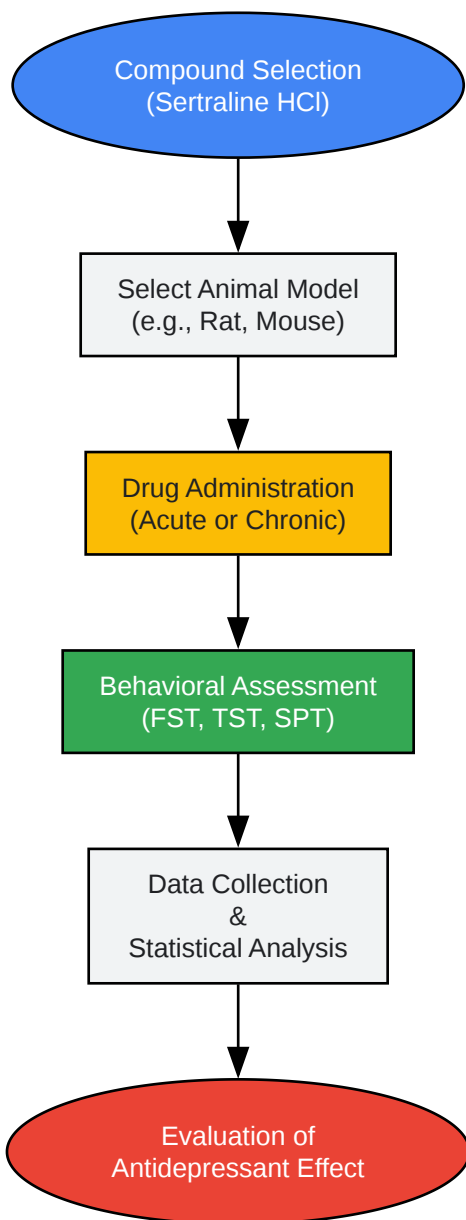 Compound Selection
(Sertraline HCl)
Select Animal Model
(e.g., Rat, Mouse)
Drug Administration
(Acute or Chronic)
Behavioral Assessment
(FST, TST, SPT)
Data Collection
&
Statistical Analysis
Evaluation of
Antidepressant Effect